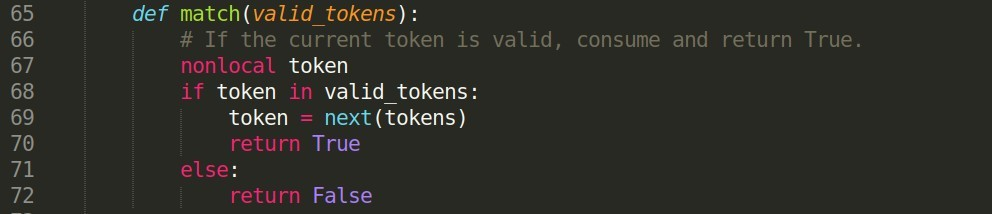 65 def match(valid_tokens):
66 # If the current token is valid, consume and return True.
67 nonlocal token
68 if token in valid_tokens:
69 token = next(tokens)
70 return True
71 else:
72 return False